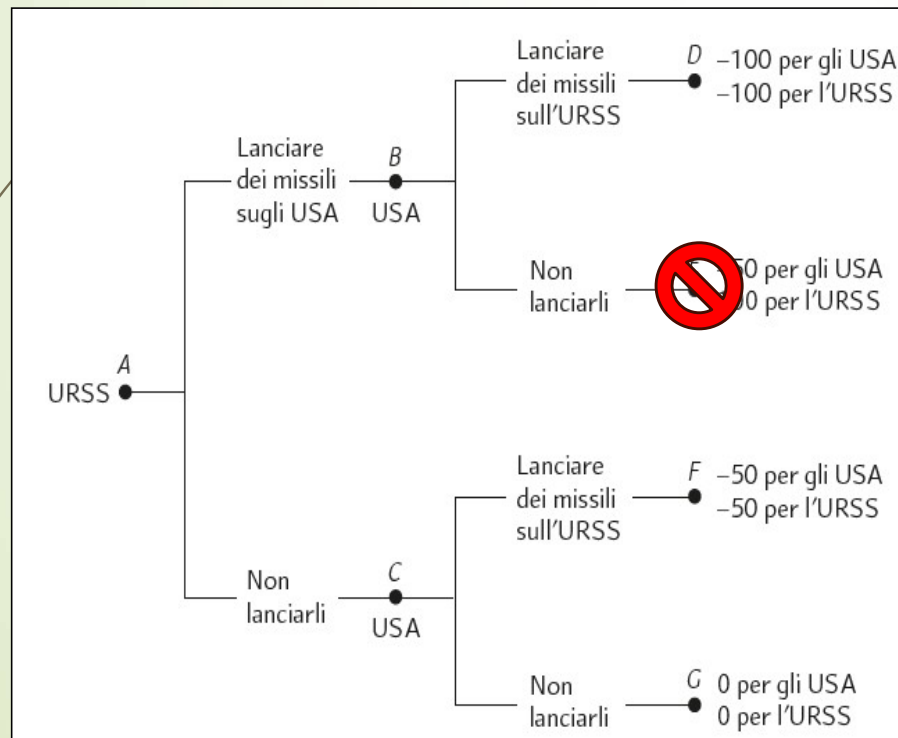 Lanciare
dei missili
sugli USA
B
USA
Lanciare
dei missili
sull'URSS
D
–100 per gli USA
–100 per l'URSS
Non
lanciarli
per gli USA
per l'URSS
A
URSS
Non
lanciarli
C
USA
Lanciare
dei missili
sull'URSS
F
–50 per gli USA
–50 per l'URSS
Non
lanciarli
G
0 per gli USA
0 per l'URSS